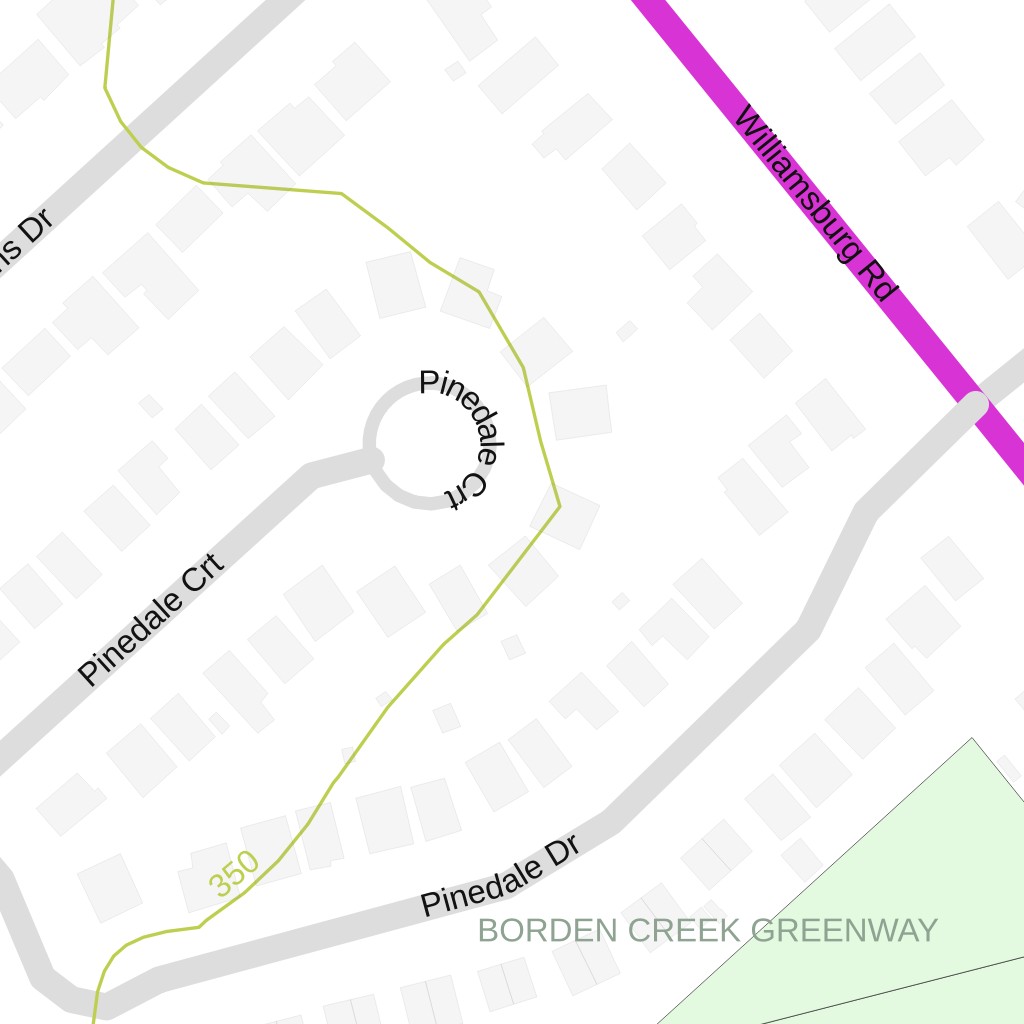 Williamsburg Rd
Pinedale Crt
Pinedale Crt
Pinedale Dr
350
BORDEN CREEK GREENWAY